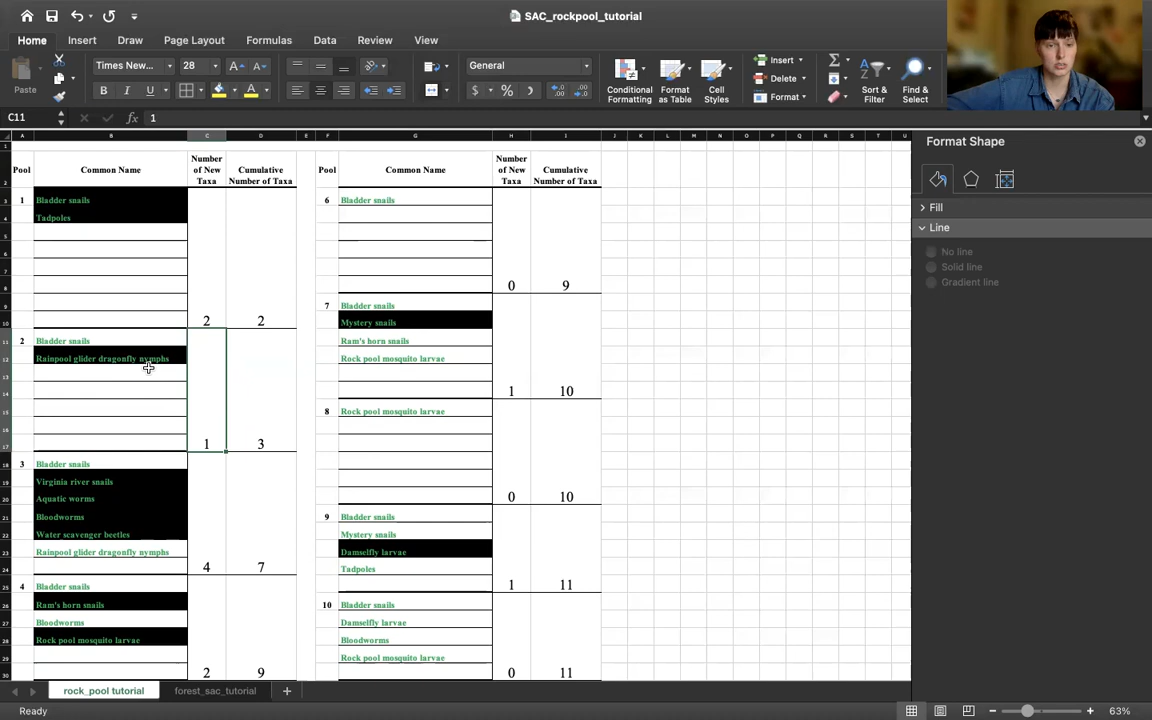 SAC_rockpool_tutorial
Home Insert Draw Page Layout Formulas Data Review View
Times New... 28 General Insert Delete Format
Paste B I U $ % Conditional Formatting Format as Table Cell Styles Sort & Filter Find & Select
C11 fx 1
A B C D E F G H I J K L M N O P Q R S T U
Pool Common Name Number of New Taxa Cumulative Number of Taxa Pool Common Name Number of New Taxa Cumulative Number of Taxa
1 Bladder snails 6 Bladder snails
Tadpoles
0 9
7 Bladder snails
2 2 Mystery snails
2 Bladder snails Ram's horn snails
Rainpool glider dragonfly nymphs Rock pool mosquito larvae
1 10
8 Rock pool mosquito larvae
1 3
3 Bladder snails
Virginia river snails
Aquatic worms 0 10
Bloodworms 9 Bladder snails
Water scavenger beetles Mystery snails
Rainpool glider dragonfly nymphs Damselfly larvae
4 7 Tadpoles
4 Bladder snails 1 11
Ram's horn snails 10 Bladder snails
Bloodworms Damselfly larvae
Rock pool mosquito larvae Bloodworms
Rock pool mosquito larvae
2 9 0 11
Format Shape
Fill
Line
No line
Solid line
Gradient line
rock_pool tutorial forest_sac_tutorial
Ready 63%